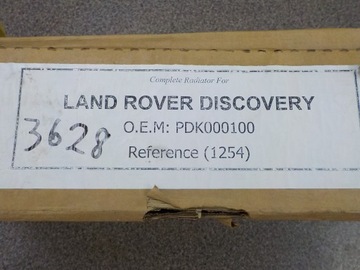 Complete Radiator For
LAND ROVER DISCOVERY
3628
O.E.M: PDK000100
Reference (1254)